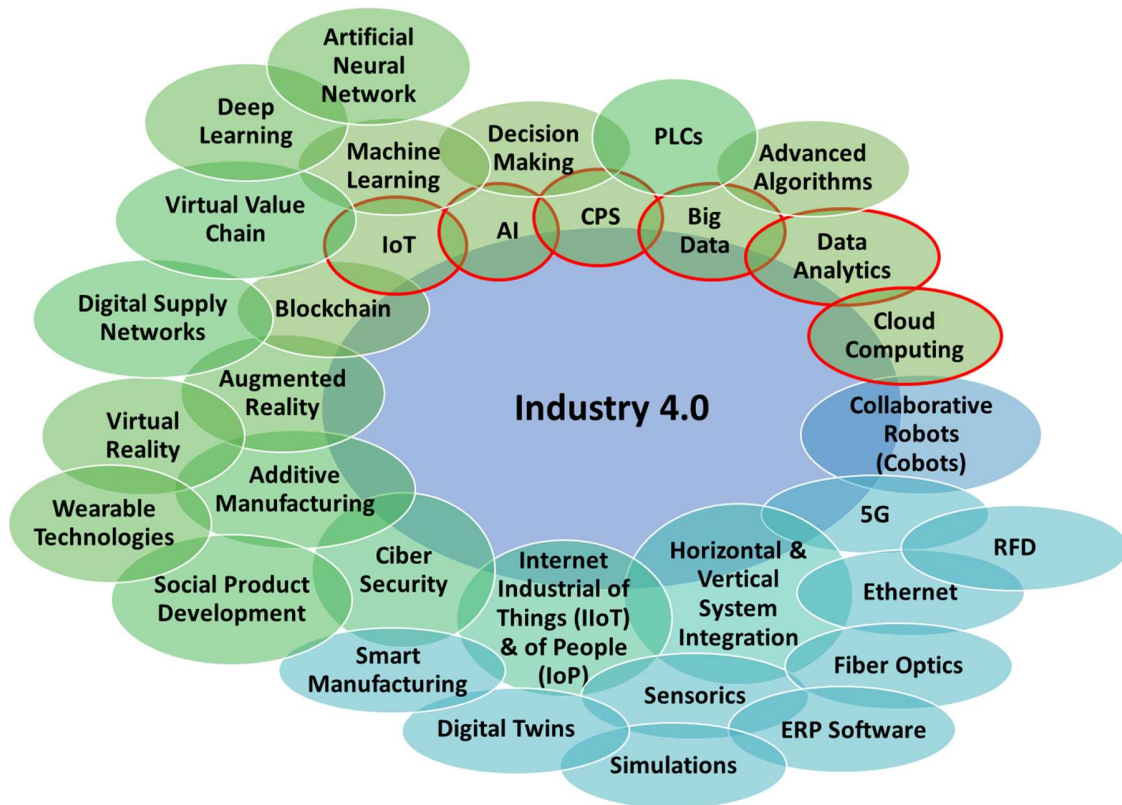 Artificial
Neural
Network
Deep
Learning
Machine
Learning
Decision
Making
PLCs
Advanced
Algorithms
Virtual Value
Chain
IoT
AI
CPS
Big
Data
Data
Analytics
Digital Supply
Networks
Blockchain
Cloud
Computing
Augmented
Reality
Industry 4.0
Collaborative
Robots
(Cobots)
Virtual
Reality
Additive
Manufacturing
Wearable
Technologies
5G
RFD
Ciber
Security
Internet
Industrial of
Things (IIoT)
& of People
(IoP)
Horizontal &
Vertical
System
Integration
Ethernet
Social Product
Development
Smart
Manufacturing
Fiber Optics
Sensorics
Digital Twins
ERP Software
Simulations